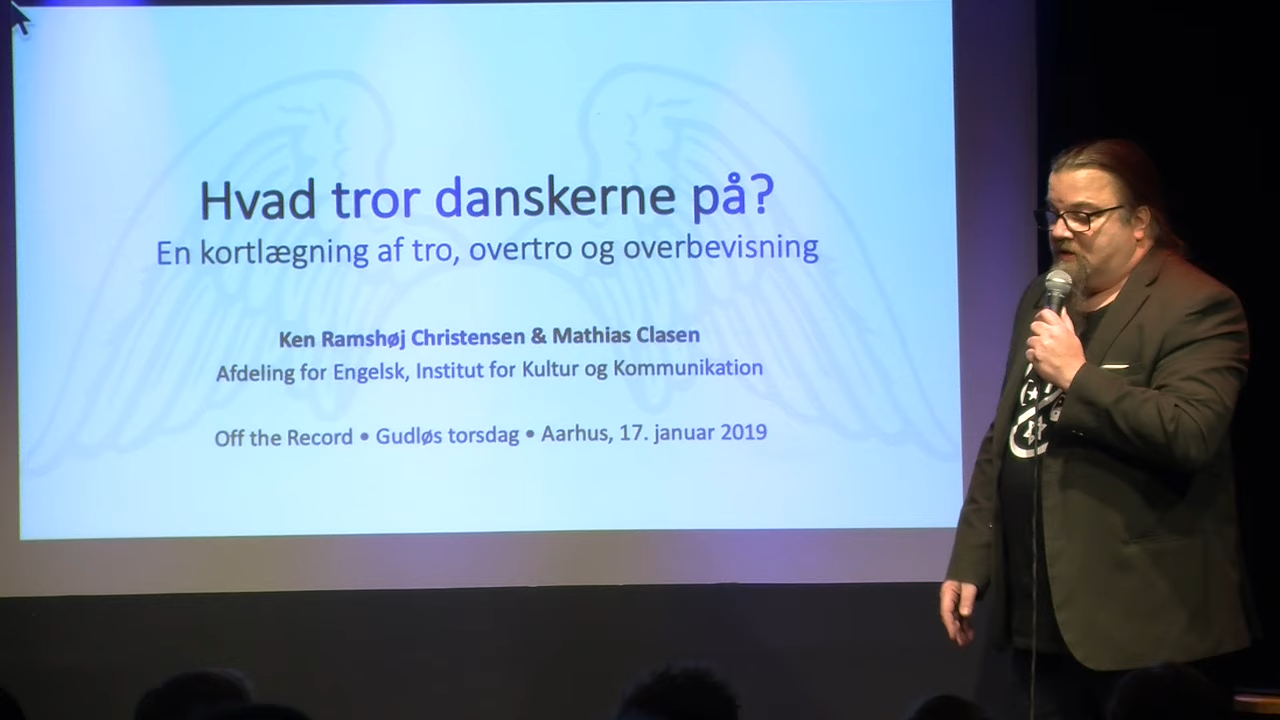 Hvad tror danskerne på?
En kortlægning af tro, overtro og overbevisning
Ken Ramshøj Christensen & Mathias Clasen
Afdeling for Engelsk, Institut for Kultur og Kommunikation
Off the Record • Gudløs torsdag • Aarhus, 17. januar 2019